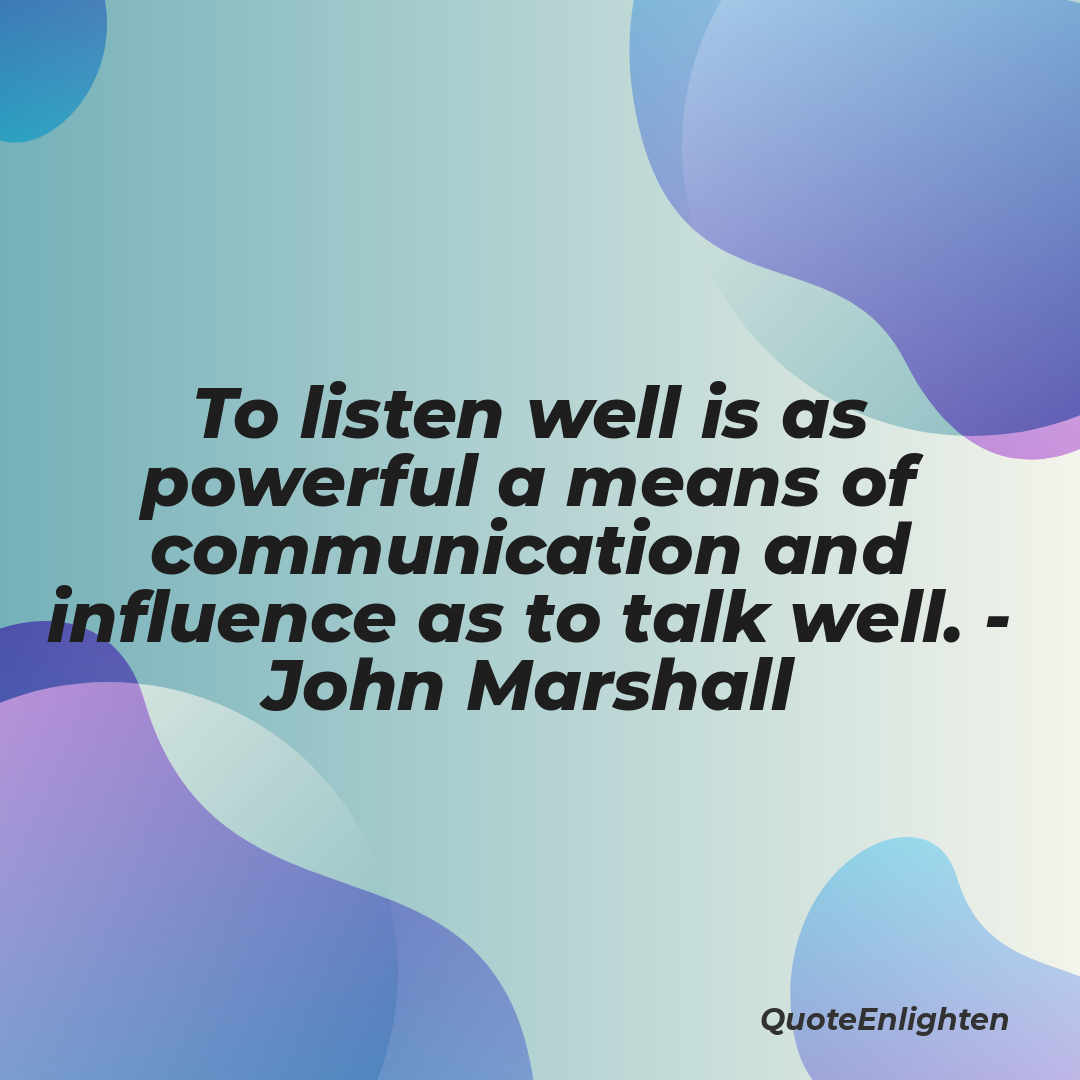 To listen well is as
powerful a means of
communication and
influence as to talk well. -
John Marshall
QuoteEnlighten